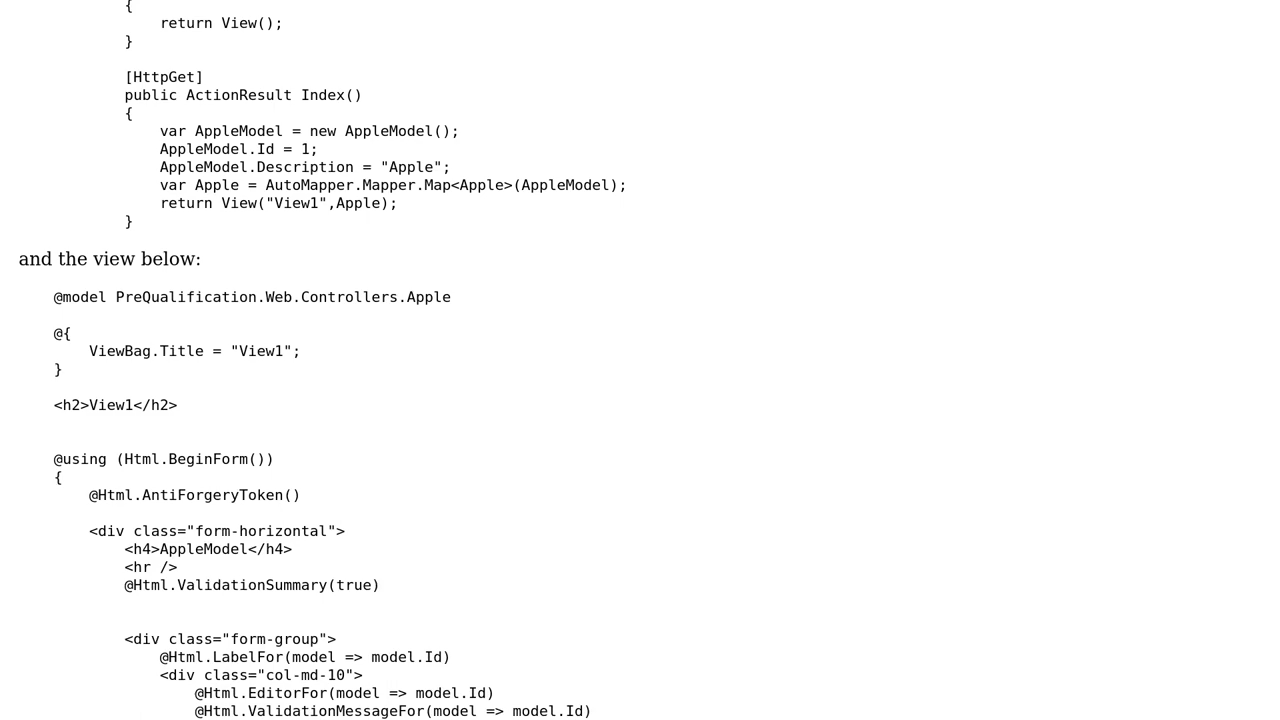 {
return View();
}
[HttpGet]
public ActionResult Index()
{
var AppleModel = new AppleModel();
AppleModel.Id = 1;
AppleModel.Description = "Apple";
var Apple = AutoMapper.Mapper.Map<Apple>(AppleModel);
return View("View1",Apple);
}
and the view below:
@model PreQualification.Web.Controllers.Apple
@{
ViewBag.Title = "View1";
}
<h2>View1</h2>
@using (Html.BeginForm())
{
@Html.AntiForgeryToken()
<div class="form-horizontal">
<h4>AppleModel</h4>
<hr />
@Html.ValidationSummary(true)
<div class="form-group">
@Html.LabelFor(model => model.Id)
<div class="col-md-10">
@Html.EditorFor(model => model.Id)
@Html.ValidationMessageFor(model => model.Id)